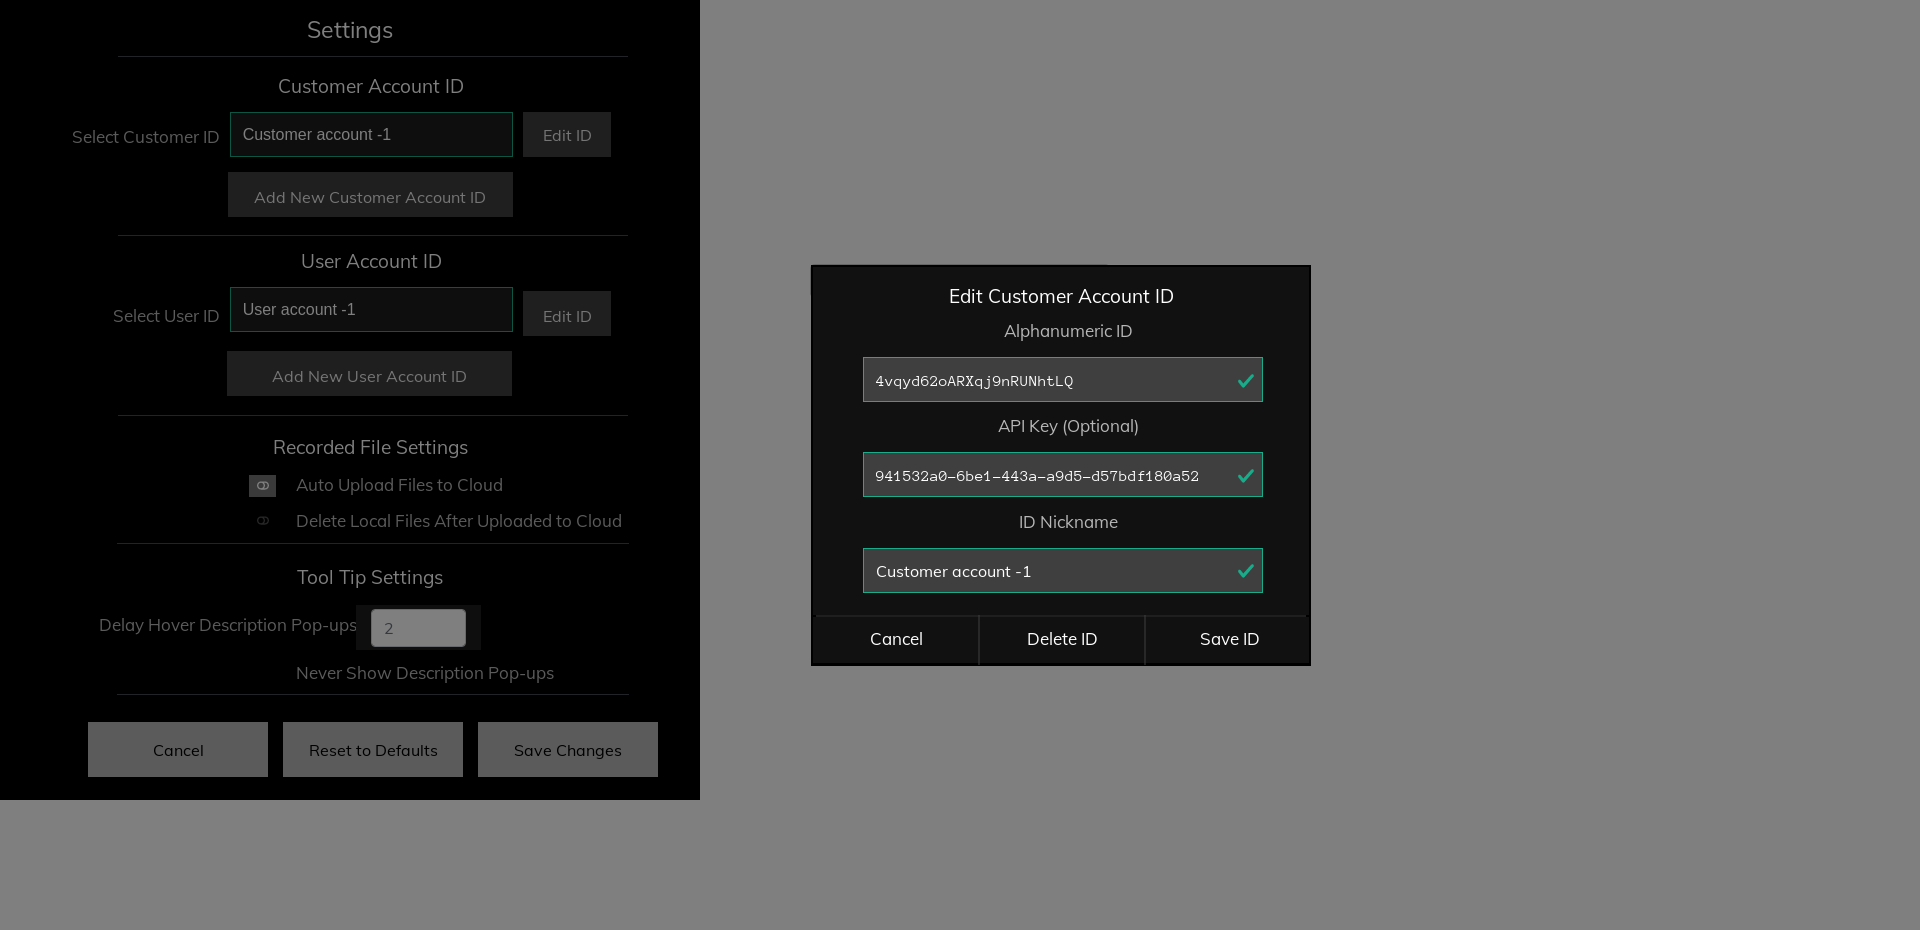 Settings
Customer Account ID
Select Customer ID
Customer account -1
Edit ID
Add New Customer Account ID
User Account ID
Select User ID
User account -1
Edit ID
Add New User Account ID
Recorded File Settings
Auto Upload Files to Cloud
Delete Local Files After Uploaded to Cloud
Tool Tip Settings
Delay Hover Description Pop-ups
2
Never Show Description Pop-ups
Cancel
Reset to Defaults
Save Changes
Edit Customer Account ID
Alphanumeric ID
4vqyd62oARXqj9nRUNhtLQ
API Key (Optional)
941532a0-6be1-443a-a9d5-d57bdf180a52
ID Nickname
Customer account -1
Cancel
Delete ID
Save ID